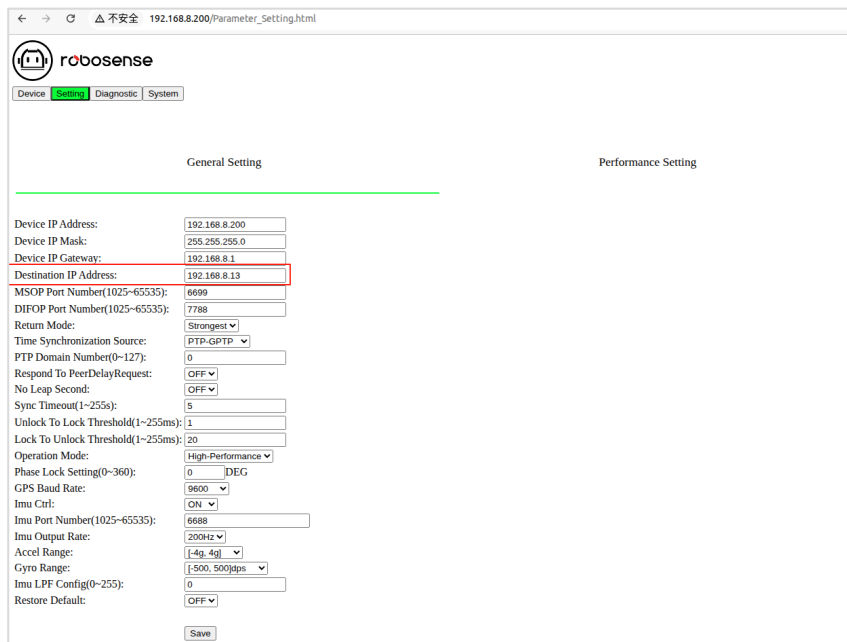 不安全 192.168.8.200/Parameter_Setting.html
robosense
Device Setting Diagnostic System
General Setting Performance Setting
Device IP Address: 192.168.8.200
Device IP Mask: 255.255.255.0
Device IP Gateway: 192.168.8.1
Destination IP Address: 192.168.8.13
MSOP Port Number(1025~65535): 6699
DIFOP Port Number(1025~65535): 7788
Return Mode: Strongest
Time Synchronization Source: PTP-GPTP
PTP Domain Number(0~127): 0
Respond To PeerDelayRequest: OFF
No Leap Second: OFF
Sync Timeout(1~255s): 5
Unlock To Lock Threshold(1~255ms): 1
Lock To Unlock Threshold(1~255ms): 20
Operation Mode: High-Performance
Phase Lock Setting(0~360): 0 DEG
GPS Baud Rate: 9600
Imu Ctrl: ON
Imu Port Number(1025~65535): 6688
Imu Output Rate: 200Hz
Accel Range: [-4g, 4g]
Gyro Range: [-500, 500]dps
Imu LPF Config(0~255): 0
Restore Default: OFF
Save